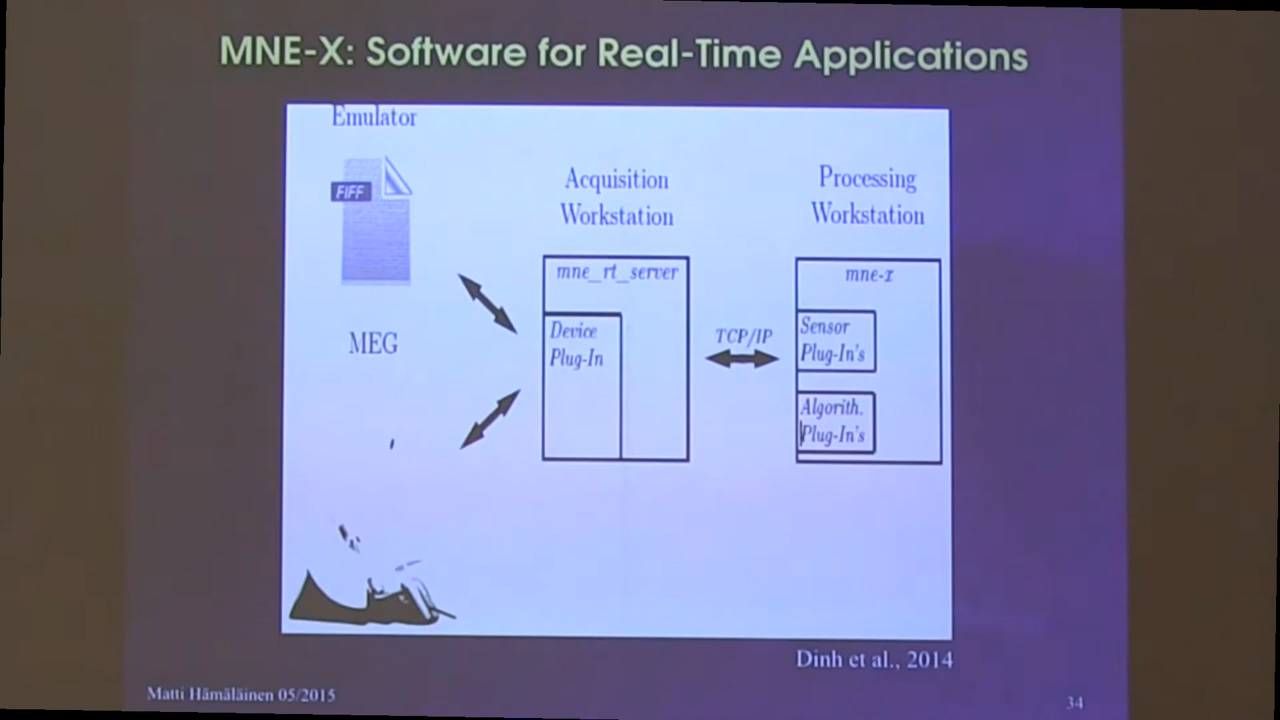 MNE-X: Software for Real-Time Applications
Emulator
FIFF
MEG
Acquisition
Workstation
mne_rt_server
Device
Plug-In
TCP/IP
Processing
Workstation
mne-x
Sensor
Plug-In's
Algorith.
Plug-In's
Dinh et al., 2014
Matti Hämäläinen 05/2015
34